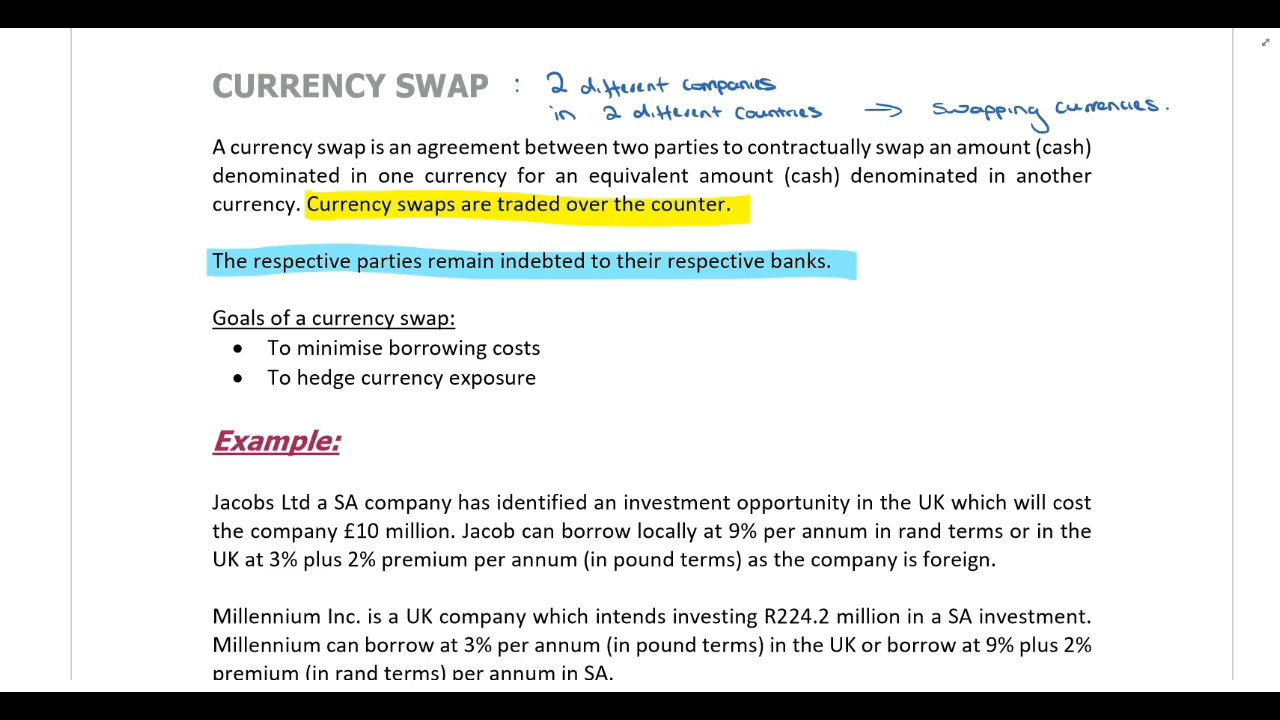 CURRENCY SWAP : 2 different companies
in 2 different countries → swapping currencies.
A currency swap is an agreement between two parties to contractually swap an amount (cash)
denominated in one currency for an equivalent amount (cash) denominated in another
currency. Currency swaps are traded over the counter.
The respective parties remain indebted to their respective banks.
Goals of a currency swap:
• To minimise borrowing costs
• To hedge currency exposure
Example:
Jacobs Ltd a SA company has identified an investment opportunity in the UK which will cost
the company £10 million. Jacob can borrow locally at 9% per annum in rand terms or in the
UK at 3% plus 2% premium per annum (in pound terms) as the company is foreign.
Millennium Inc. is a UK company which intends investing R224.2 million in a SA investment.
Millennium can borrow at 3% per annum (in pound terms) in the UK or borrow at 9% plus 2%
premium (in rand terms) per annum in SA.